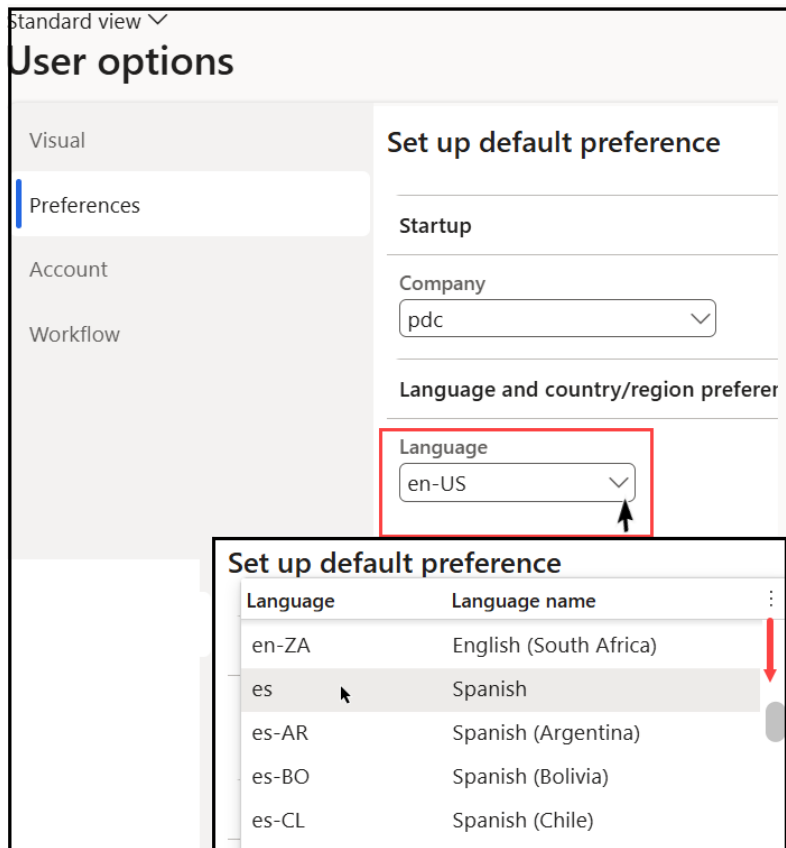 Standard view
User options
Visual
Preferences
Account
Workflow
Set up default preference
Startup
Company
pdc
Language and country/region preferen
Language
en-US
Set up default preference
Language Language name
en-ZA English (South Africa)
es Spanish
es-AR Spanish (Argentina)
es-BO Spanish (Bolivia)
es-CL Spanish (Chile)